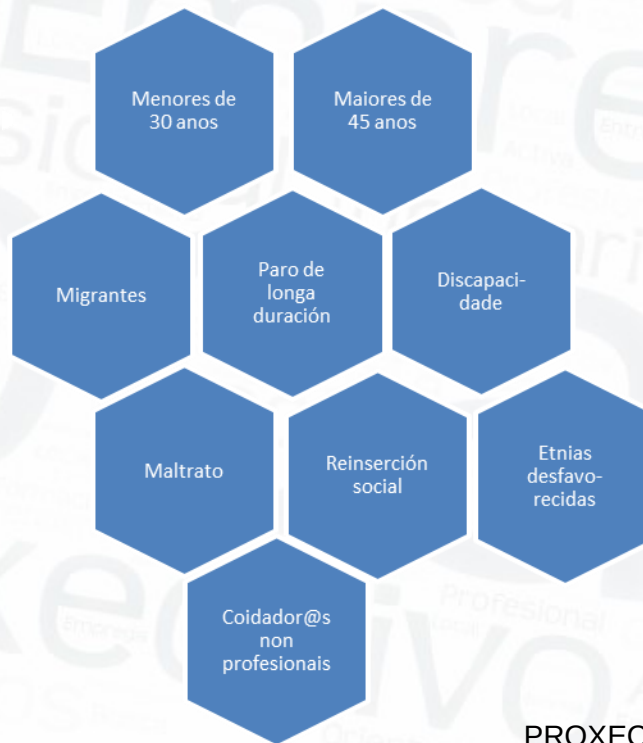 Menores de
30 anos
Maiores de
45 anos
Migrantes
Paro de
longa
duración
Discapaci-
dade
Maltrato
Reinserción
social
Etnias
desfavo-
recidas
Coidador@s
non
profesionais
PROXEC